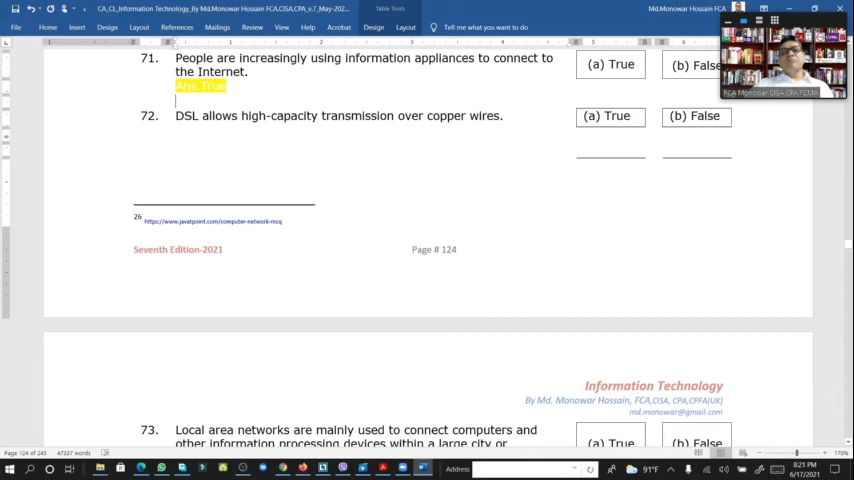 CA_CL_Information Technology_By Md.Monowar Hossain FCA,CISA,CPA_v.7_May-202...
Table Tools
Md.Monowar Hossain FCA
File Home Insert Design Layout References Mailings Review View Help Acrobat Design Layout Tell me what you want to do
71. People are increasingly using information appliances to connect to
the Internet.
(a) True (b) False
Ans.True
FCA Monowar CISA,CPA,FCMA
72. DSL allows high-capacity transmission over copper wires. (a) True (b) False
26 https://www.javatpoint.com/computer-network-mcq
Seventh Edition-2021 Page # 124
Information Technology
By Md. Monowar Hossain, FCA,CISA, CPA,CPFA(UK)
md.monowar@gmail.com
73. Local area networks are mainly used to connect computers and
other information processing devices within a large city or
(a) True (b) False
Page 124 of 245 47337 words 170%
Address 91°F 8:21 PM
6/17/2021